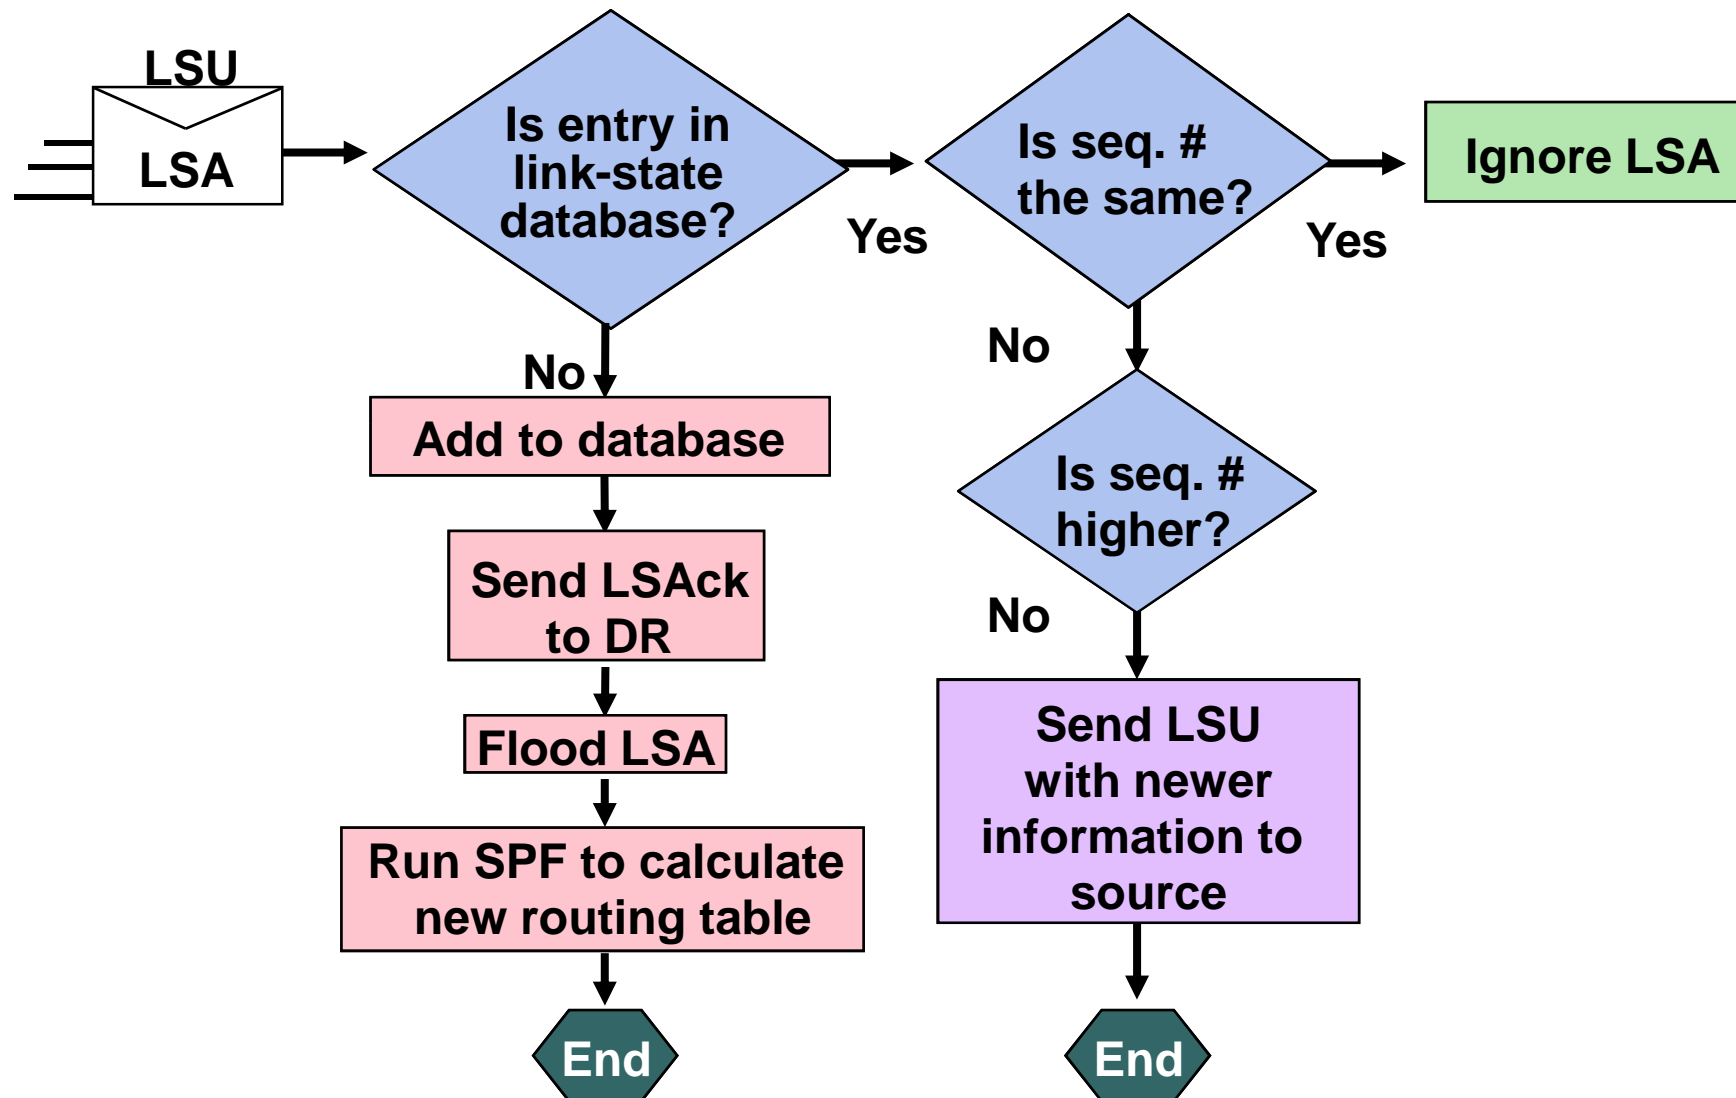 LSU
LSA
Is entry in
link-state
database?
Yes
Is seq. #
the same?
Yes
Ignore LSA
No
Add to database
Send LSAck
to DR
Flood LSA
Run SPF to calculate
new routing table
End
No
Is seq. #
higher?
No
Send LSU
with newer
information to
source
End